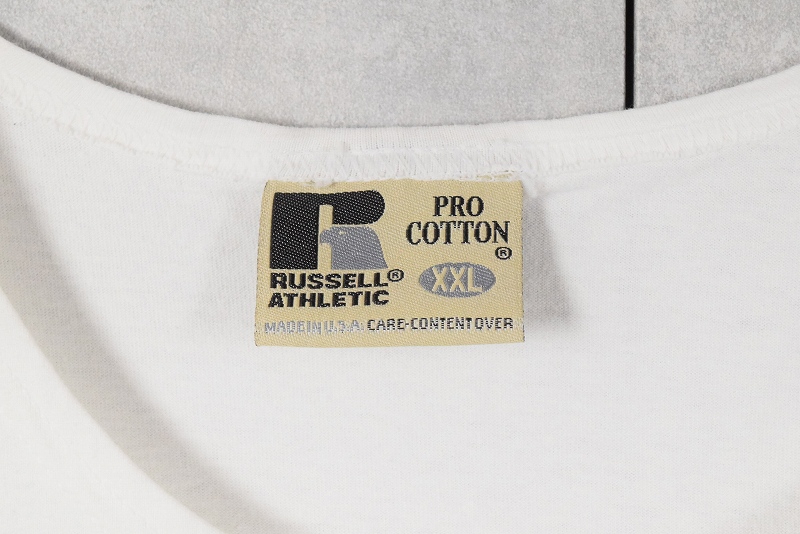 RUSSELL®
ATHLETIC
PRO
COTTON®
XXL
MADE IN U.S.A. CARE-CONTENT OVER